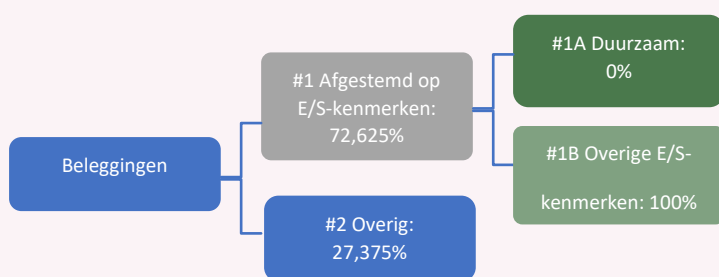 Beleggingen
#1 Afgestemd op
E/S-kenmerken:
72,625%
#2 Overig:
27,375%
#1A Duurzaam:
0%
#1B Overige E/S-
kenmerken: 100%